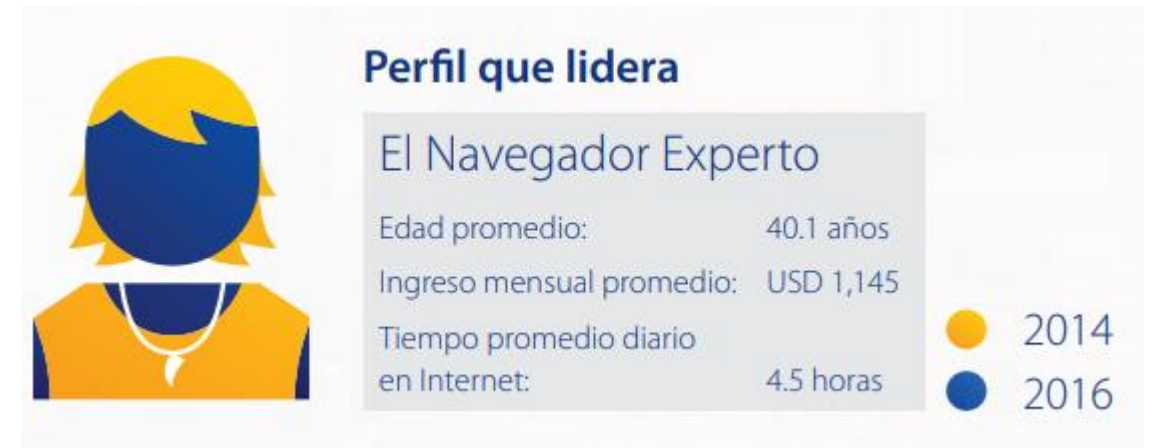 Perfil que lidera
El Navegador Experto
Edad promedio: 40.1 años
Ingreso mensual promedio: USD 1,145
Tiempo promedio diario
en Internet: 4.5 horas
2014
2016